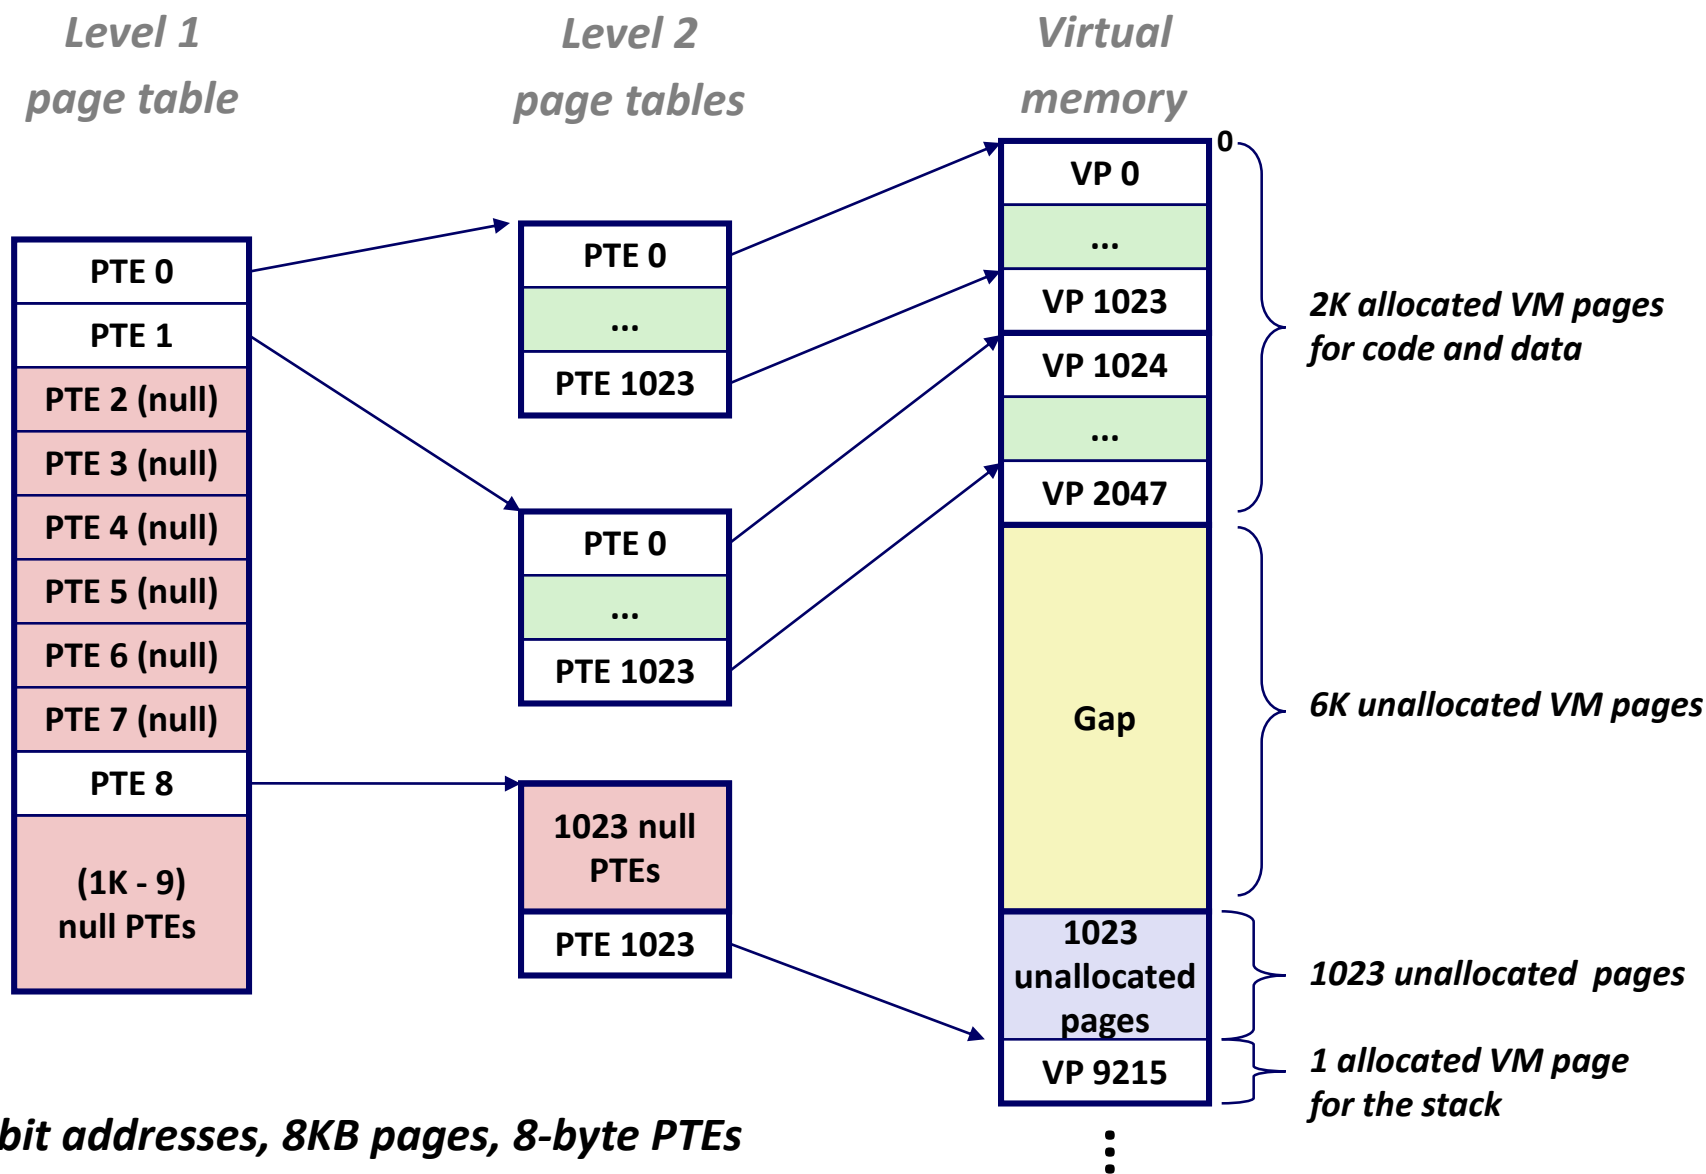 Level 1
page table
Level 2
page tables
Virtual
memory
PTE 0
PTE 1
PTE 2 (null)
PTE 3 (null)
PTE 4 (null)
PTE 5 (null)
PTE 6 (null)
PTE 7 (null)
PTE 8
(1K - 9)
null PTEs
PTE 0
...
PTE 1023
PTE 0
...
PTE 1023
1023 null
PTEs
PTE 1023
0
VP 0
...
VP 1023
VP 1024
...
VP 2047
Gap
1023
unallocated
pages
VP 9215
2K allocated VM pages
for code and data
6K unallocated VM pages
1023 unallocated pages
1 allocated VM page
for the stack
bit addresses, 8KB pages, 8-byte PTEs